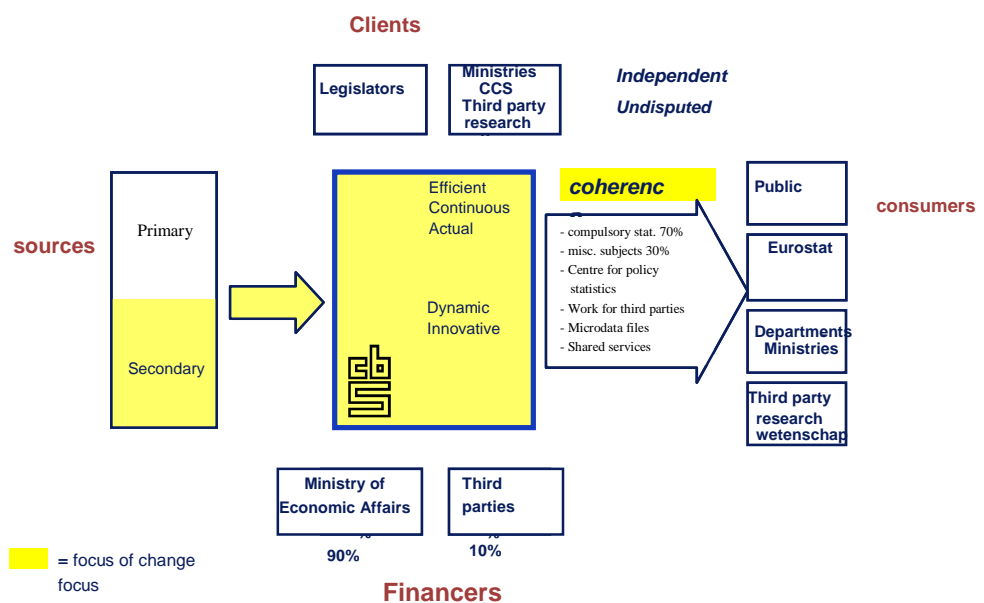 Clients
Legislators
Ministries
CCS
Third party
research
Independent
Undisputed
sources
Primary
Secondary
Efficient
Continuous
Actual
Dynamic
Innovative
cbs
coherenc
- compulsory stat. 70%
- misc. subjects 30%
- Centre for policy
statistics
- Work for third parties
- Microdata files
- Shared services
Public
Eurostat
Departments
Ministries
Third party
research
wetenschap
consumers
Ministry of
Economic Affairs
90%
Third
parties
10%
Financers
= focus of change
focus